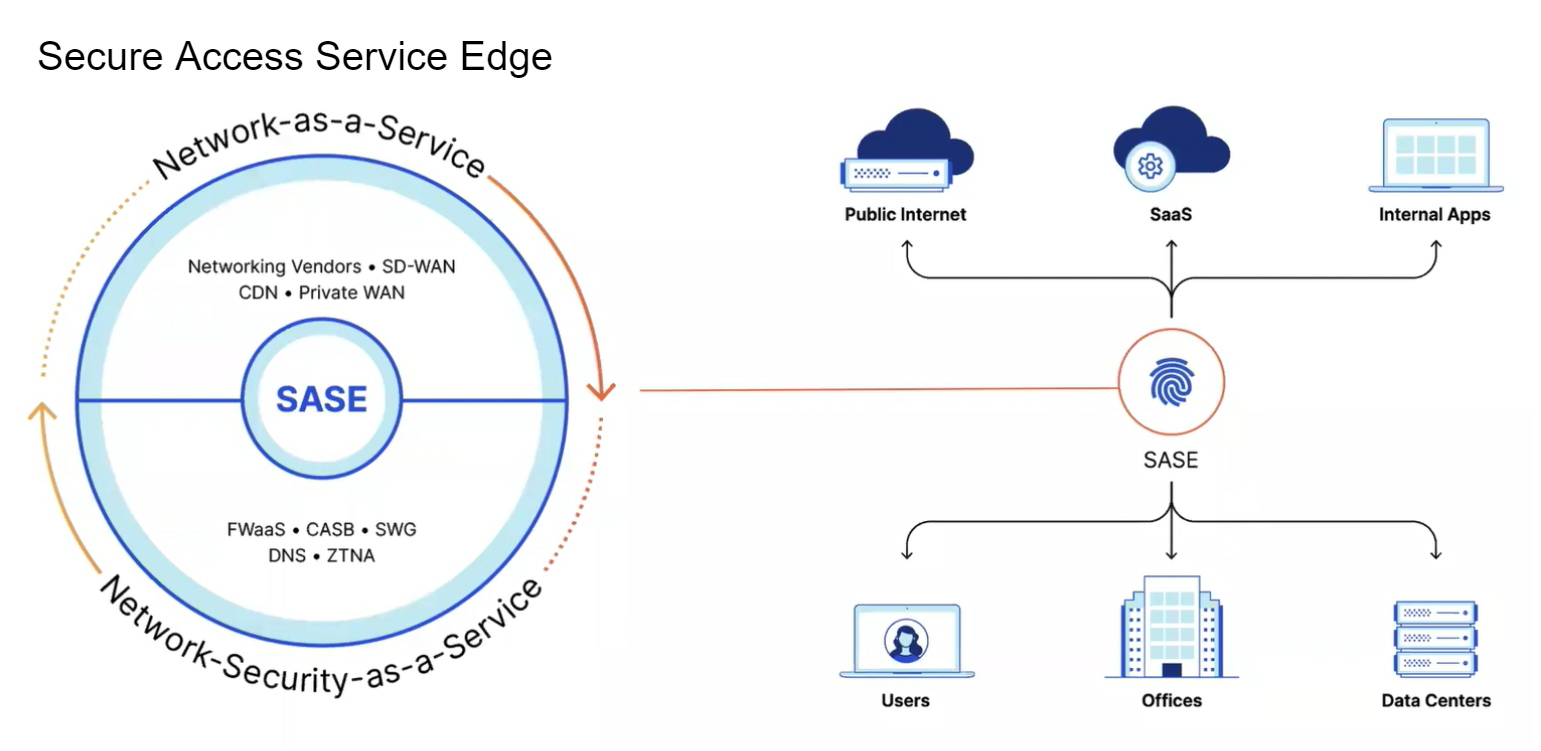 Secure Access Service Edge
Network-as-a-Service
Networking Vendors • SD-WAN
CDN • Private WAN
SASE
FWaaS • CASB • SWG
DNS • ZTNA
Network-Security-as-a-Service
Public Internet
SaaS
Internal Apps
SASE
Users
Offices
Data Centers